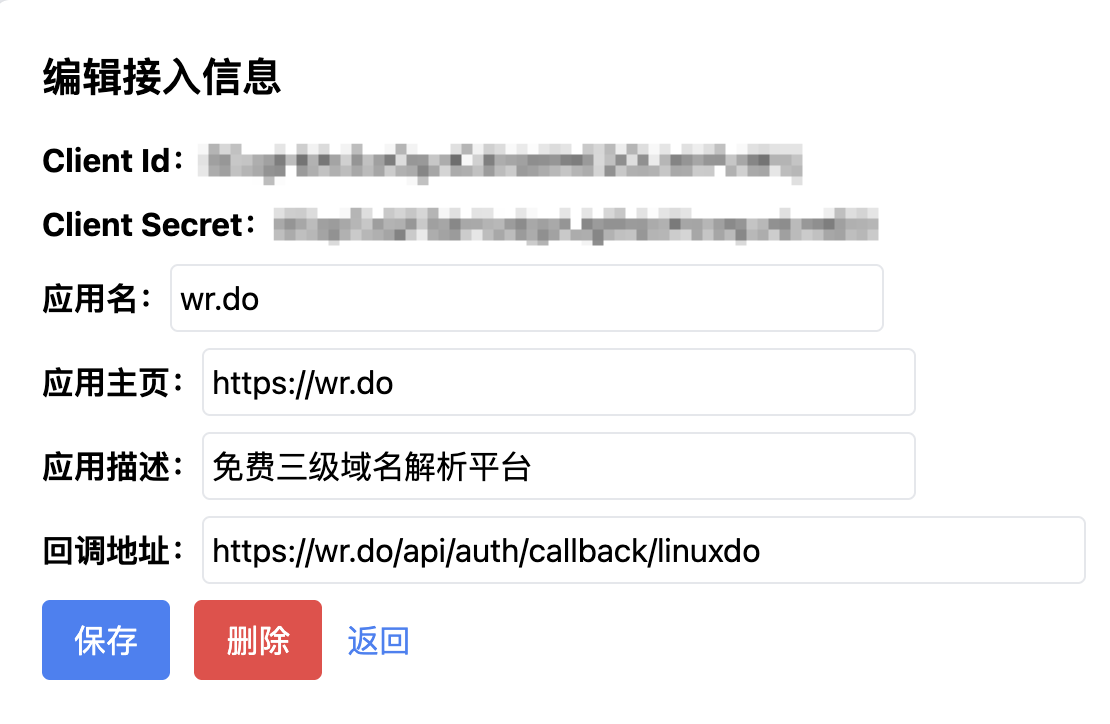 编辑接入信息
Client Id：
Client Secret：
应用名： wr.do
应用主页： https://wr.do
应用描述： 免费三级域名解析平台
回调地址： https://wr.do/api/auth/callback/linuxdo
保存 删除 返回